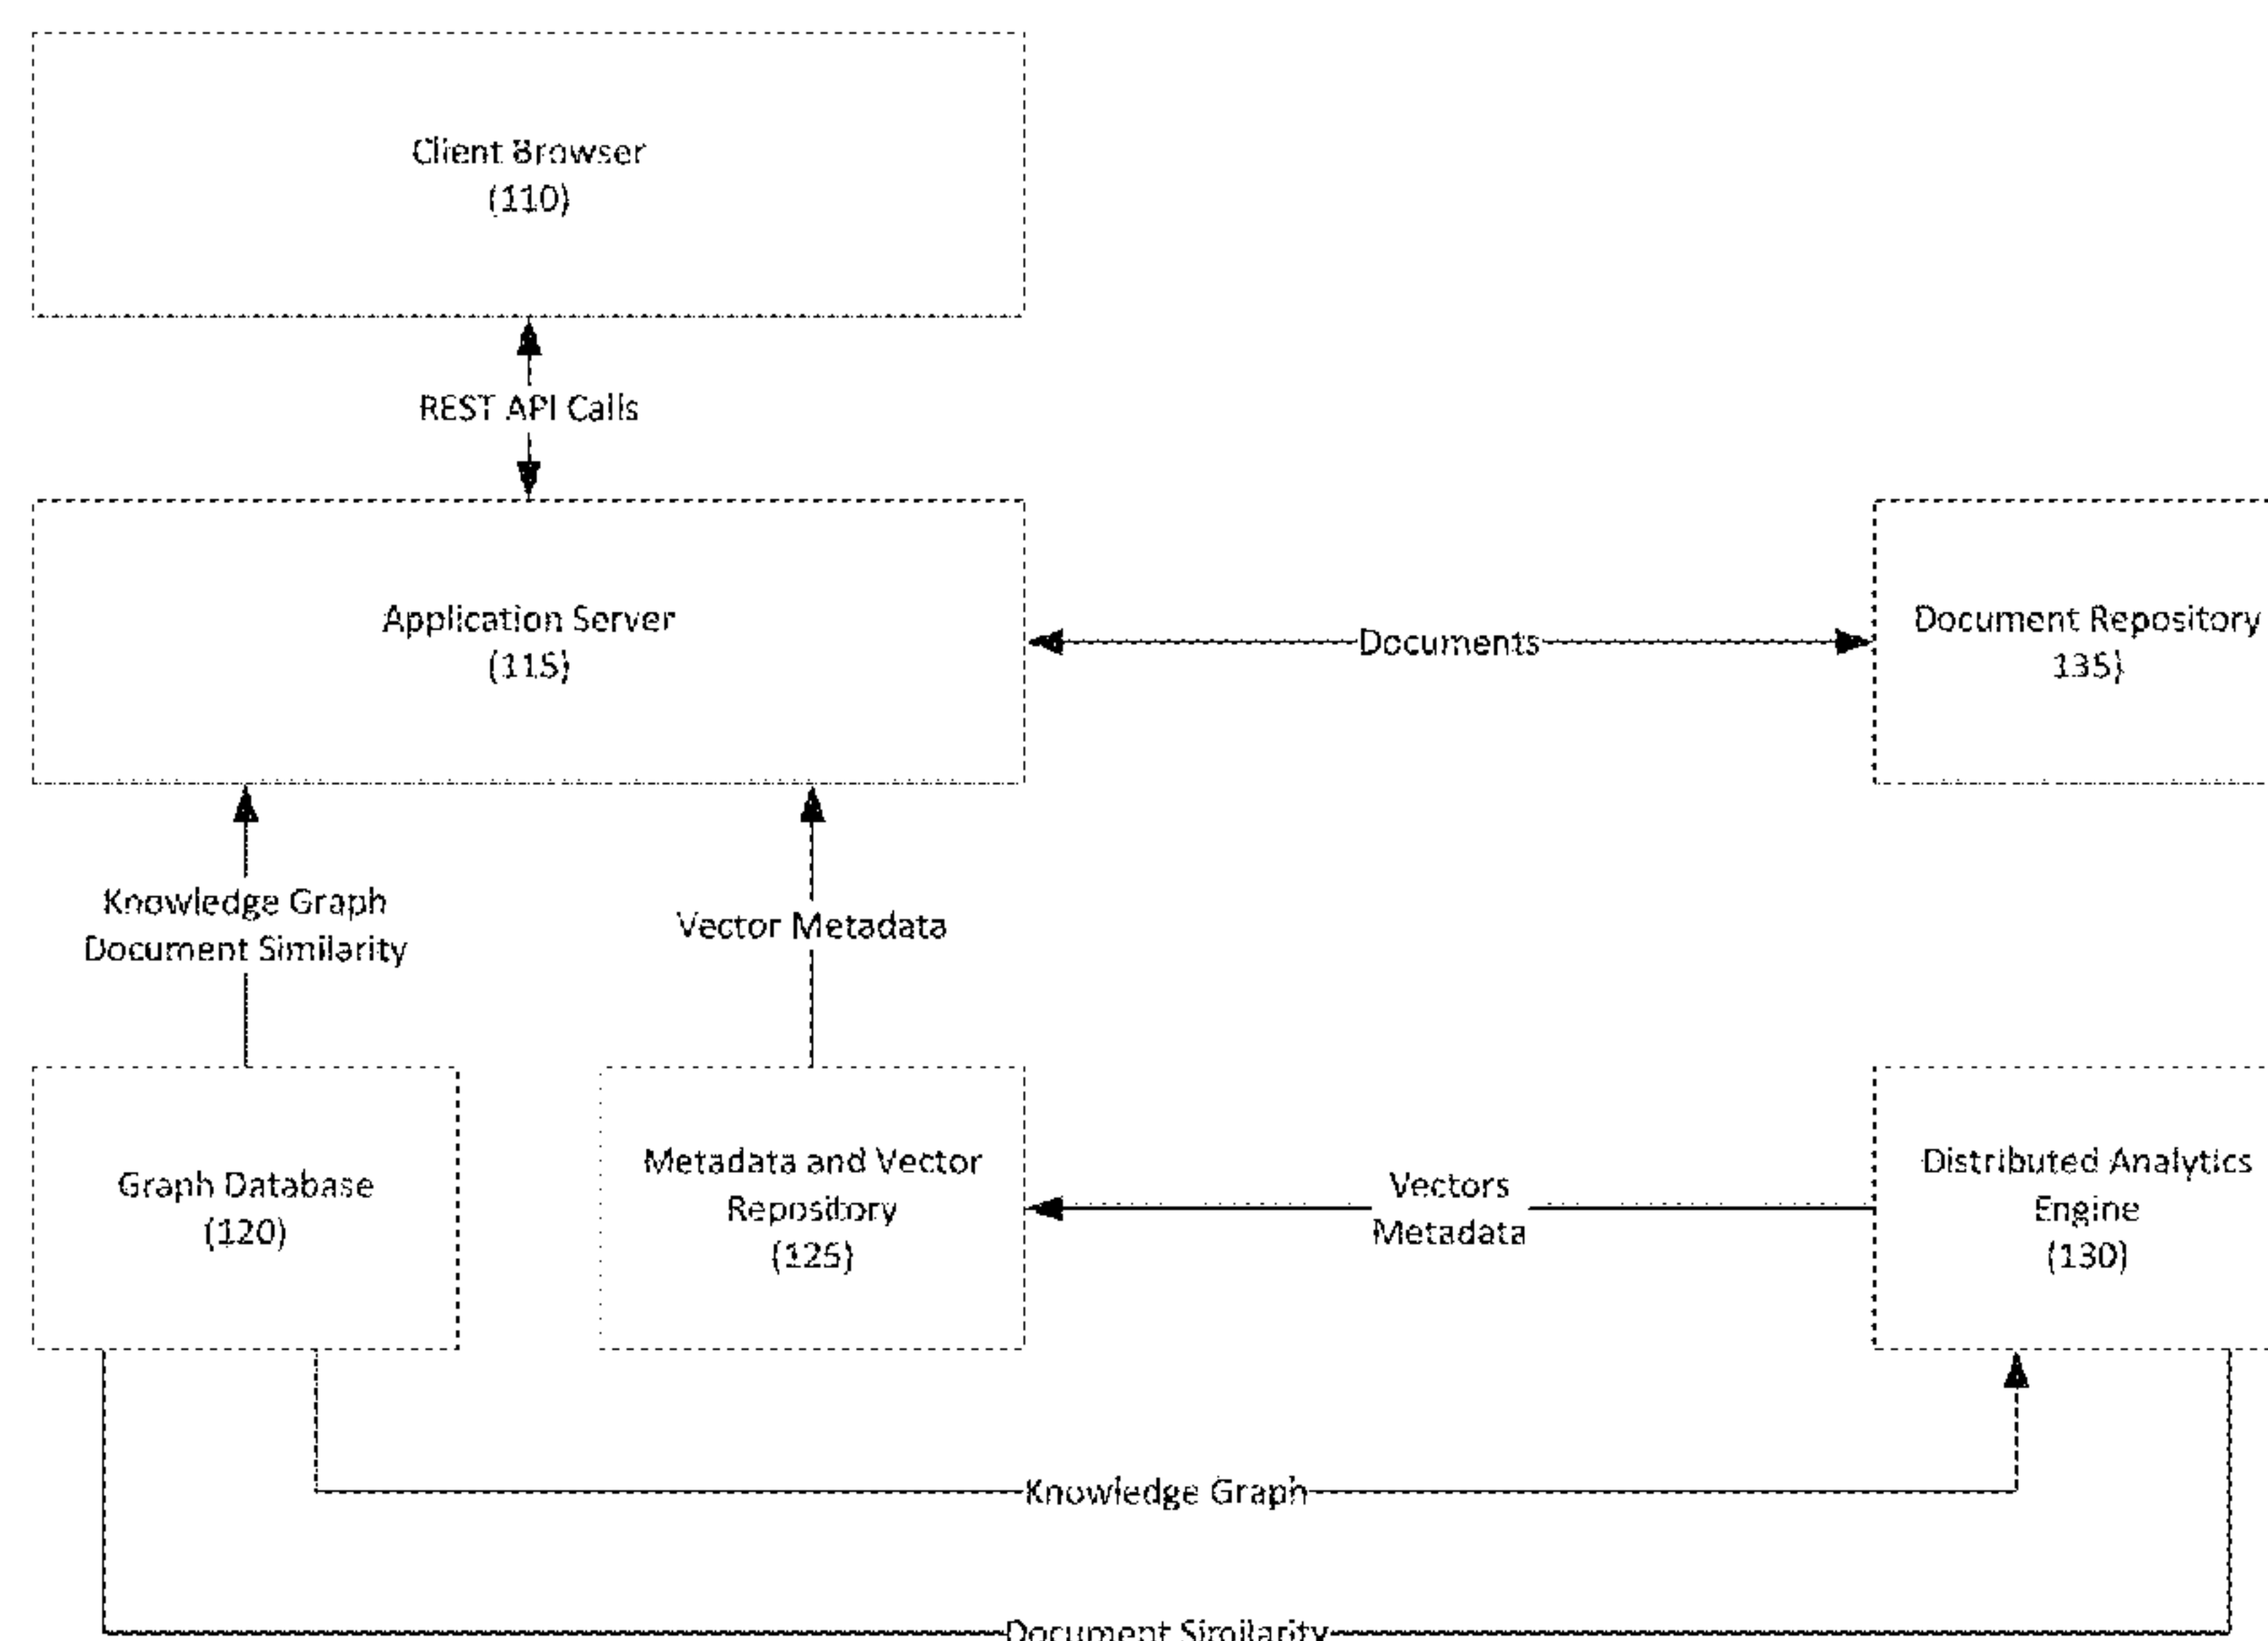 Client Browser
(110)
REST API Calls
Application Server
(115)
Documents
Document Repository
135)
Knowledge Graph
Document Similarity
Vector Metadata
Graph Database
(120)
Metadata and Vector
Repository
(125)
Vectors
Metadata
Distributed Analytics
Engine
(130)
Knowledge Graph
Document Similarity